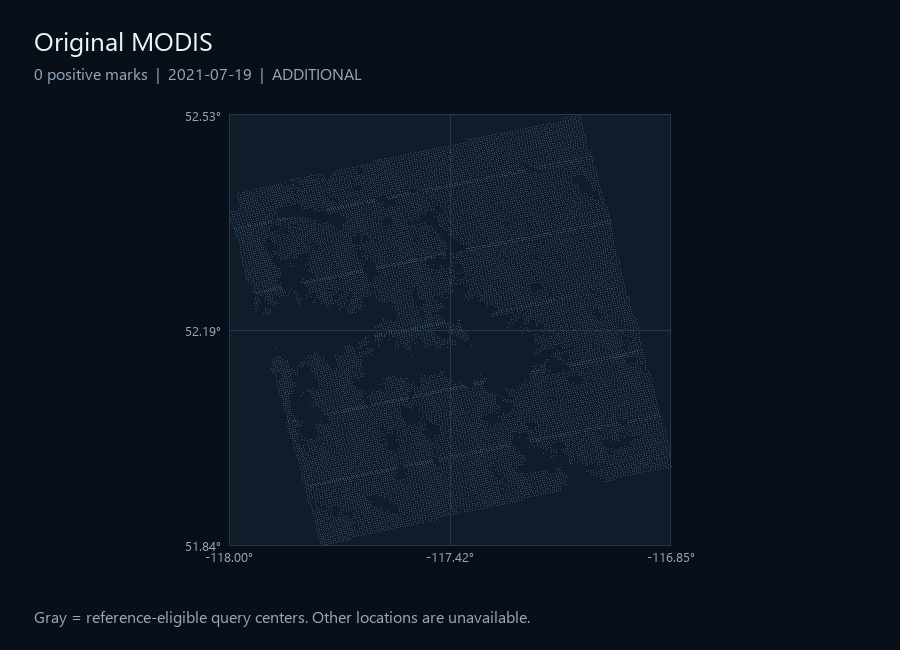 Original MODIS
0 positive marks | 2021-07-19 | ADDITIONAL
52.53°
52.19°
51.84°
-118.00°
-117.42°
-116.85°
Gray = reference-eligible query centers. Other locations are unavailable.